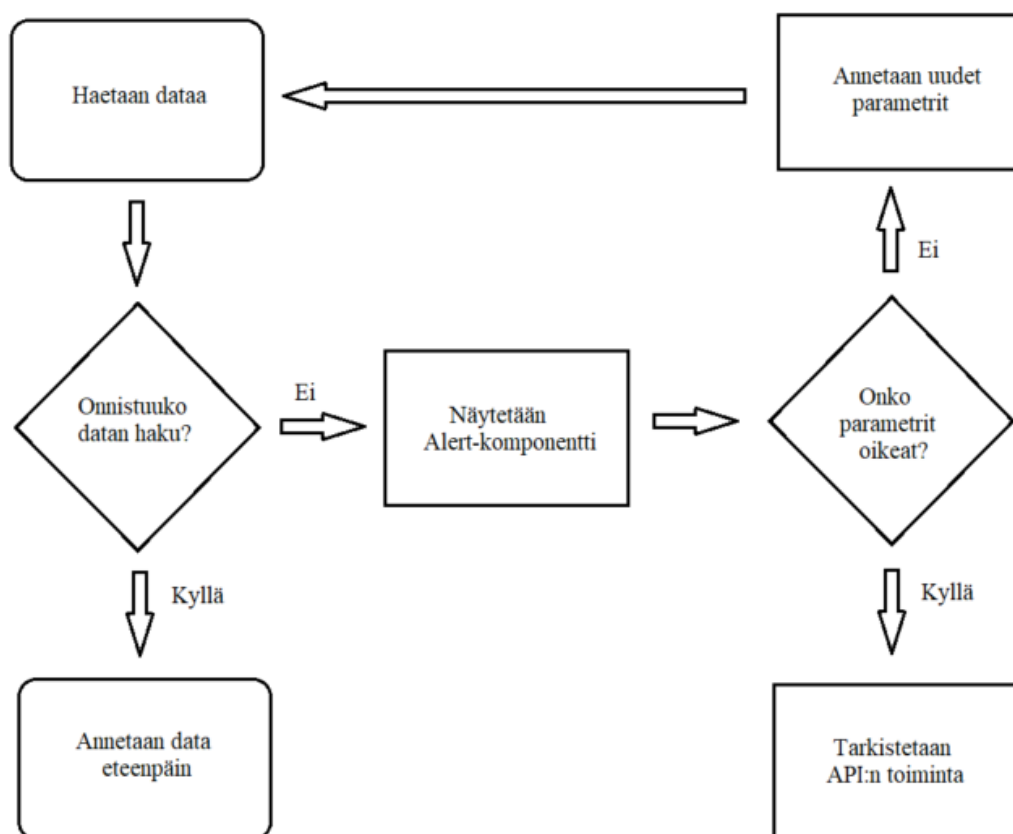 Haetaan dataa
Annetaan uudet
parametrit
Ei
Onnistuuko
datan haku?
Ei
Näytetään
Alert-komponentti
Onko
parametrit
oikeat?
Kyllä
Kyllä
Annetaan data
eteenpäin
Tarkistetaan
API:n toiminta